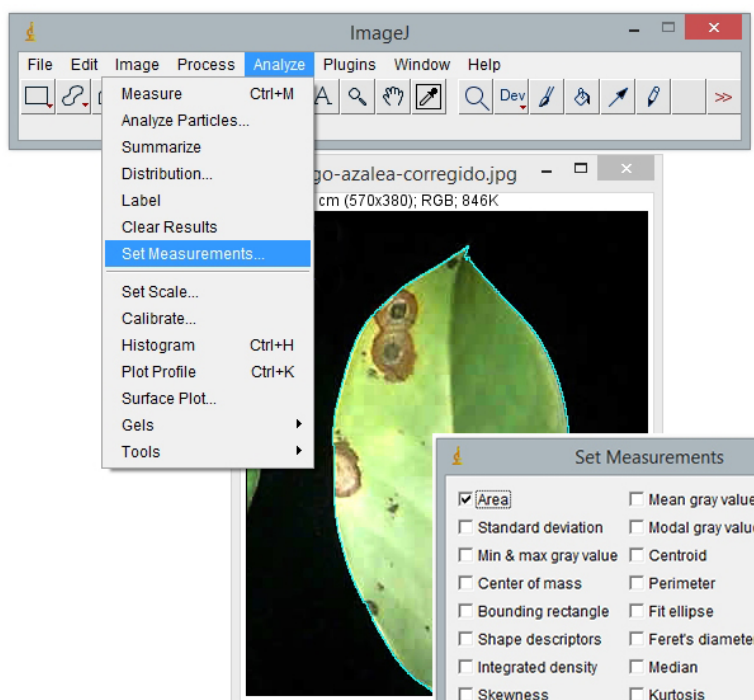 ImageJ
File Edit Image Process Analyze Plugins Window Help
A Dev >>
Measure Ctrl+M
Analyze Particles...
Summarize
Distribution...
Label
Clear Results
Set Measurements...
Set Scale...
Calibrate...
Histogram Ctrl+H
Plot Profile Ctrl+K
Surface Plot...
Gels
Tools
go-azalea-corregido.jpg
cm (570x380); RGB; 846K
Set Measurements
Area Mean gray value
Standard deviation Modal gray value
Min & max gray value Centroid
Center of mass Perimeter
Bounding rectangle Fit ellipse
Shape descriptors Feret's diameter
Integrated density Median
Skewness Kurtosis